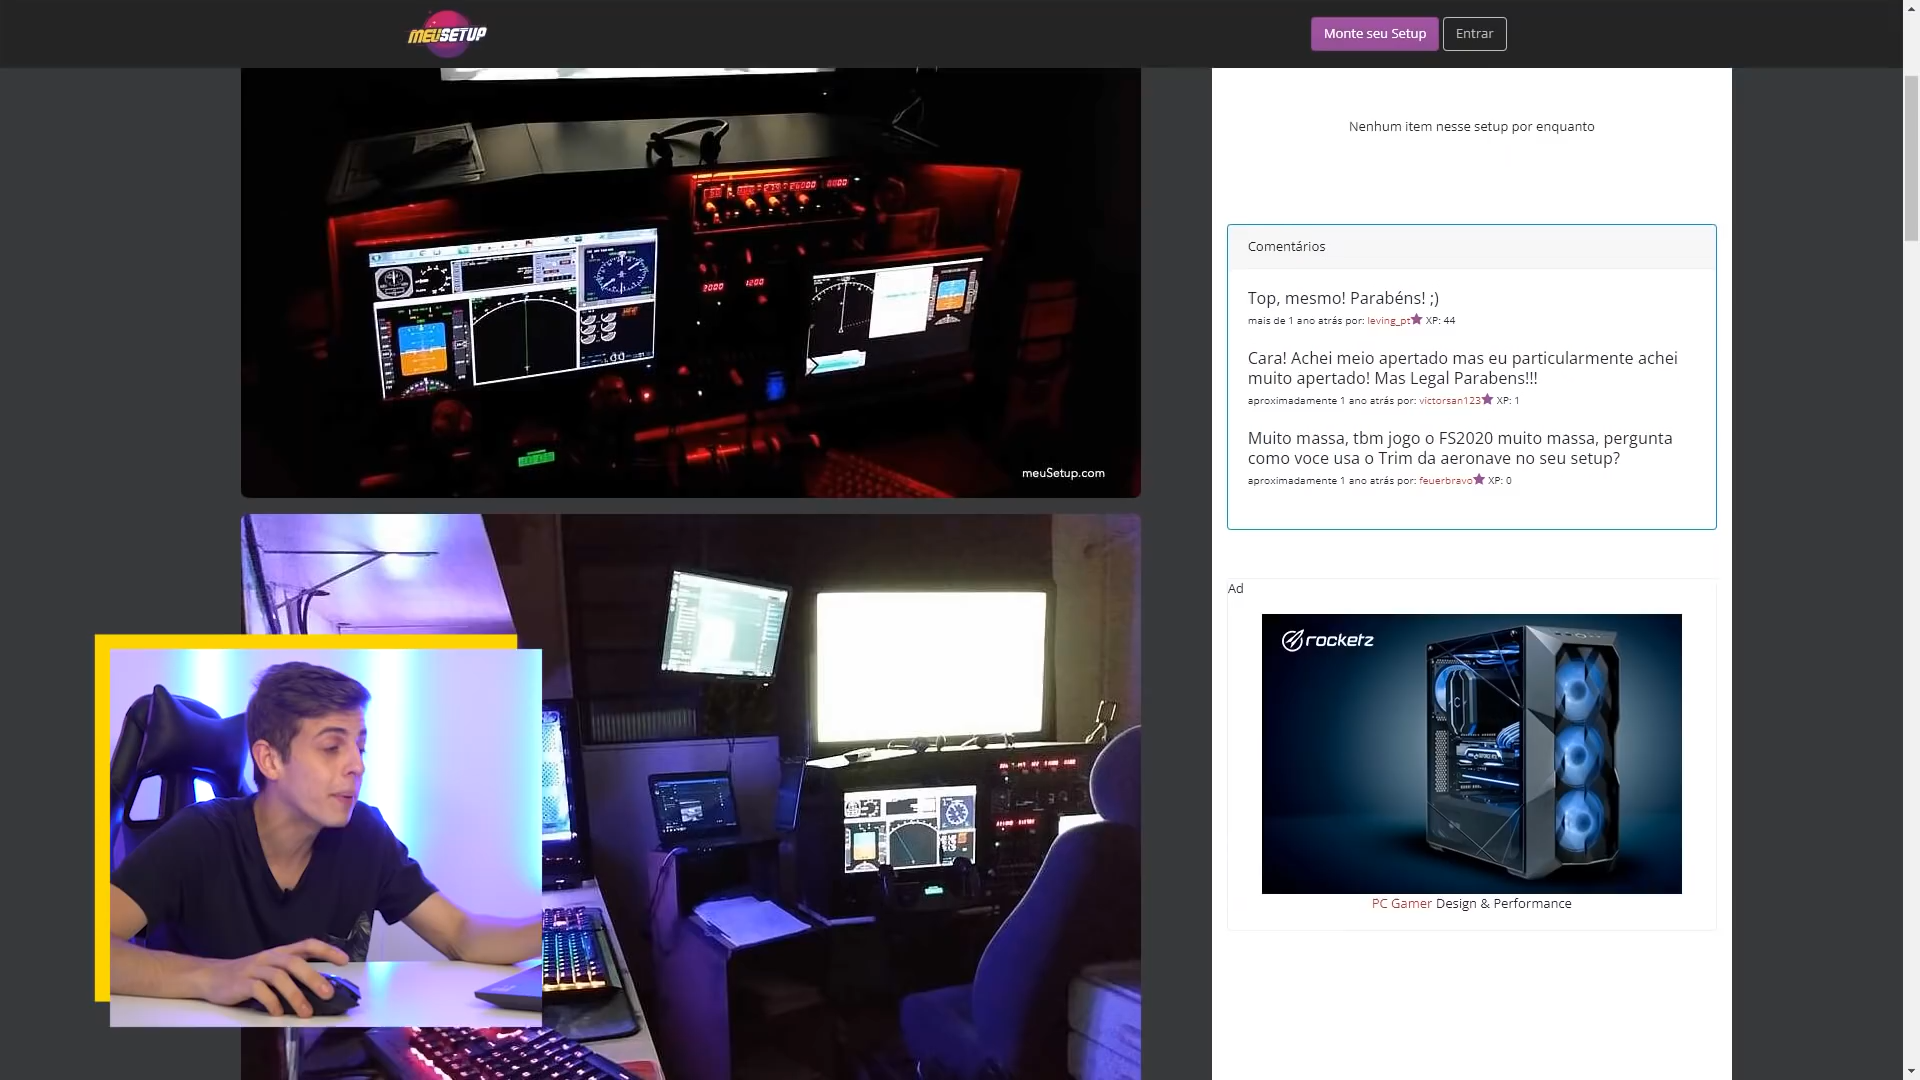 MEUSETUP
Monte seu Setup
Entrar
Nenhum item nesse setup por enquanto
Comentários
Top, mesmo! Parabéns! ;)
mais de 1 ano atrás por: leving_pt XP: 44
Cara! Achei meio apertado mas eu particularmente achei
muito apertado! Mas Legal Parabens!!!
aproximadamente 1 ano atrás por: victorsan123 XP: 1
Muito massa, tbm jogo o FS2020 muito massa, pergunta
como voce usa o Trim da aeronave no seu setup?
aproximadamente 1 ano atrás por: feuerbravo XP: 0
meuSetup.com
Ad
rocketz
PC Gamer Design & Performance